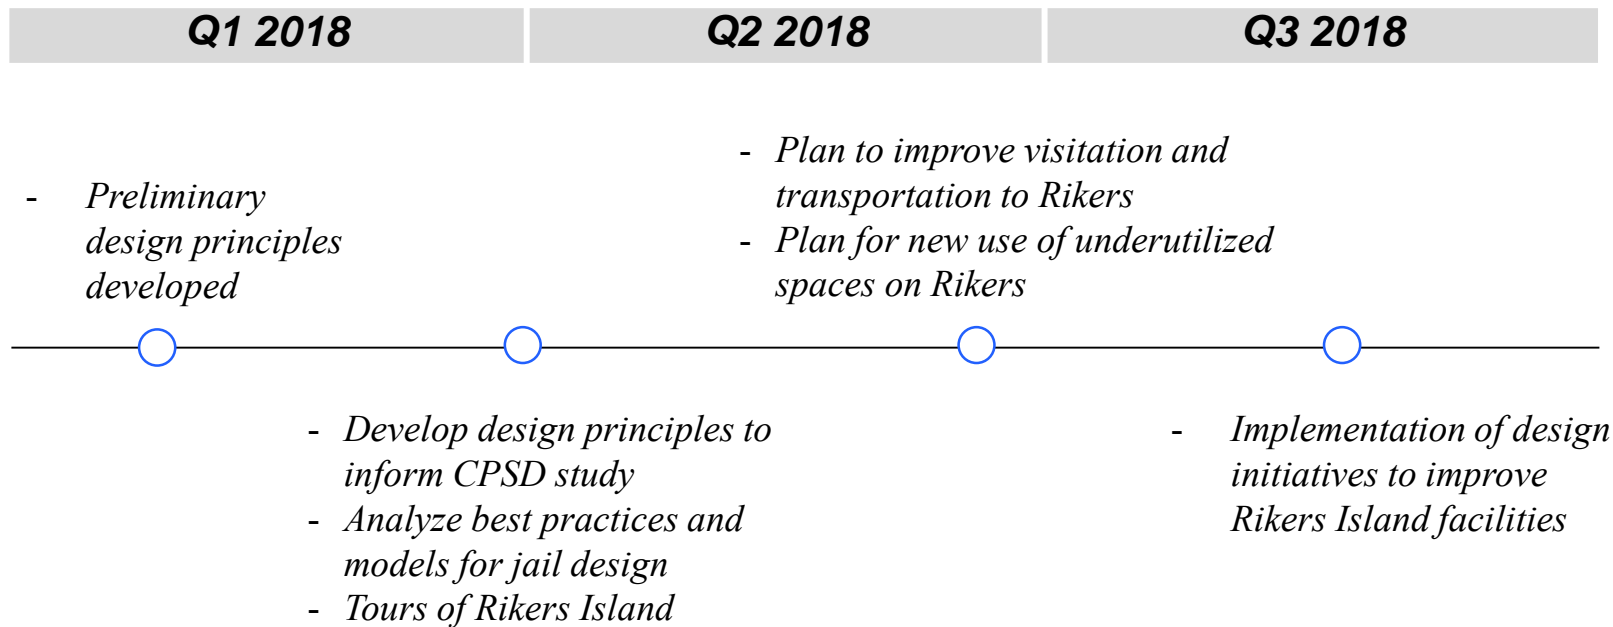 Q1 2018
Q2 2018
Q3 2018
- Preliminary
design principles
developed
- Plan to improve visitation and
transportation to Rikers
- Plan for new use of underutilized
spaces on Rikers
- Develop design principles to
inform CPSD study
- Analyze best practices and
models for jail design
- Tours of Rikers Island
- Implementation of design
initiatives to improve
Rikers Island facilities